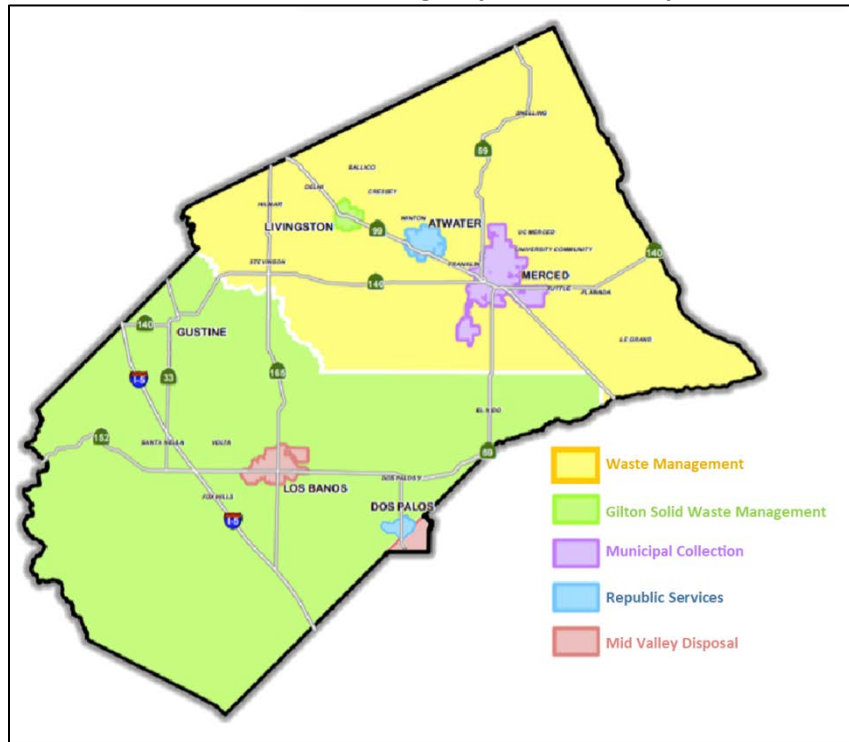 SNELLING
59
BALLICO
DELHI
CRESSEY
HILMAR
LIVINGSTON
WINTON
ATWATER
99
UC MERCED
UNIVERSITY COMMUNITY
FRANKLIN
140
STEVINSON
MERCED
140
TUTTLE
PLANADA
140
GUSTINE
LE GRAND
I-5
33
165
EL NIDO
152
SANTA NELLA
VOLTA
59
LOS BANOS
DOS PALOS Y
FOX HILLS
DOS PALOS
I-5
Waste Management
Gilton Solid Waste Management
Municipal Collection
Republic Services
Mid Valley Disposal